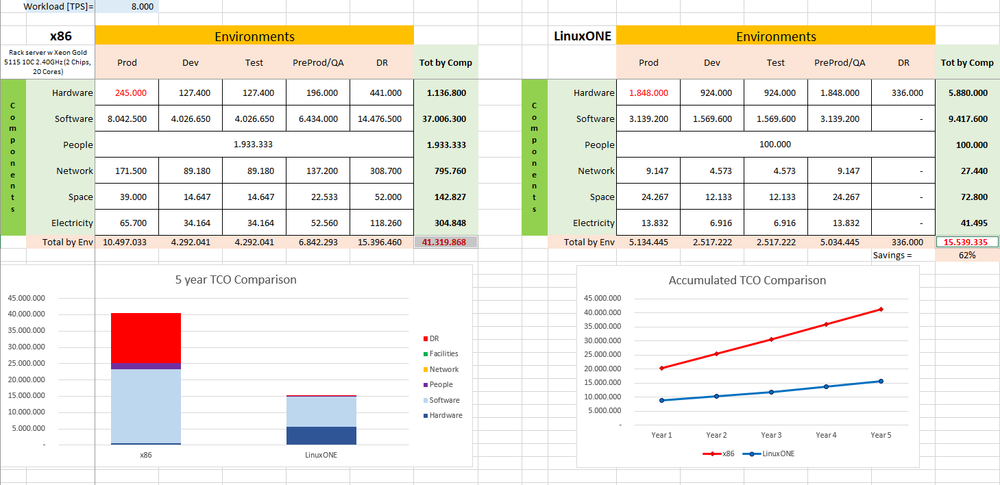 Workload [TPS]= 8.000
x86 Environments LinuxONE Environments
Rack server w Xeon Gold
5115 10C 2.40GHz (2 Chips,
20 Cores)
Prod Dev Test PreProd/QA DR Tot by Comp Prod Dev Test PreProd/QA DR Tot by Comp
Components
Components
Hardware 245.000 127.400 127.400 196.000 441.000 1.136.800 Hardware 1.848.000 924.000 924.000 1.848.000 336.000 5.880.000
Software 8.042.500 4.026.650 4.026.650 6.434.000 14.476.500 37.006.300 Software 3.139.200 1.569.600 1.569.600 3.139.200 - 9.417.600
People 1.933.333 1.933.333 People 100.000 100.000
Network 171.500 89.180 89.180 137.200 308.700 795.760 Network 9.147 4.573 4.573 9.147 - 27.440
Space 39.000 14.647 14.647 22.533 52.000 142.827 Space 24.267 12.133 12.133 24.267 - 72.800
Electricity 65.700 34.164 34.164 52.560 118.260 304.848 Electricity 13.832 6.916 6.916 13.832 - 41.495
Total by Env 10.497.033 4.292.041 4.292.041 6.842.293 15.396.460 41.319.868 Total by Env 5.134.445 2.517.222 2.517.222 5.034.445 336.000 15.539.335
Savings = 62%
5 year TCO Comparison
45.000.000
40.000.000
35.000.000
30.000.000
25.000.000
20.000.000
15.000.000
10.000.000
5.000.000
-
x86 LinuxONE
DR
Facilities
Network
People
Software
Hardware
Accumulated TCO Comparison
45.000.000
40.000.000
35.000.000
30.000.000
25.000.000
20.000.000
15.000.000
10.000.000
5.000.000
-
Year 1 Year 2 Year 3 Year 4 Year 5
x86 LinuxONE